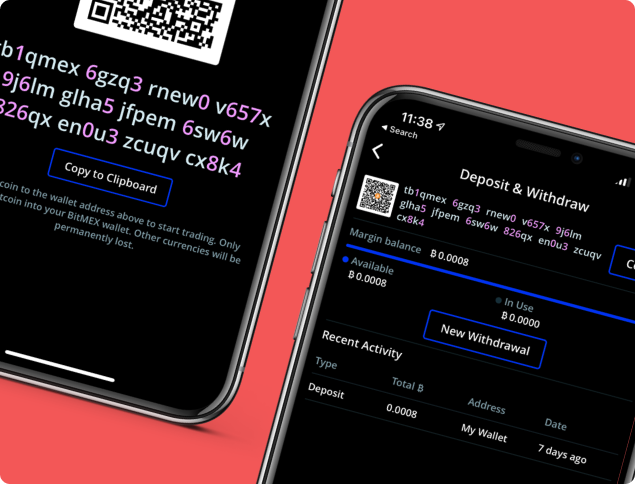 tb1qmex 6gzq3 rnew0 v657x
9j6lm glha5 jfpem 6sw6w
826qx en0u3 zcuqv cx8k4
Copy to Clipboard
coin to the wallet address above to start trading. Only
tcoin into your BitMEX wallet. Other currencies will be
permanently lost.
11:38
Search
Deposit & Withdraw
tb1qmex 6gzq3 rnew0 v657x 9j6lm
glha5 jfpem 6sw6w 826qx en0u3 zcuqv
cx8k4
Margin balance ₿ 0.0008
Available
₿ 0.0008
In Use
₿ 0.0000
New Withdrawal
Recent Activity
Type Total ₿ Address Date
Deposit 0.0008 My Wallet 7 days ago